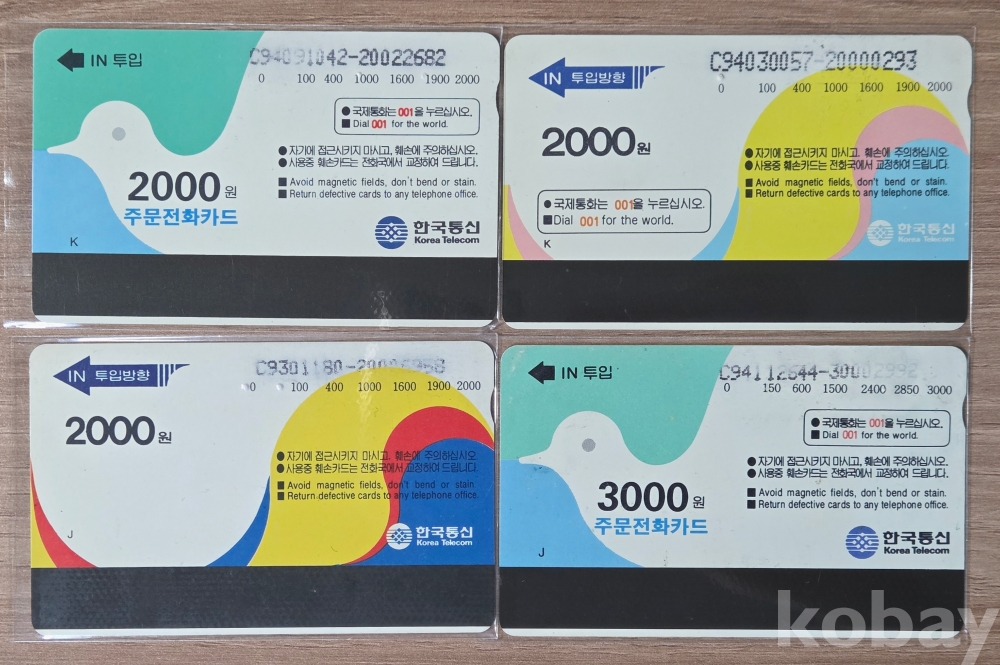 IN 투입
C94091042-20022682
0 100 400 1000 1600 1900 2000
●국제통화는 001을 누르십시오.
■Dial 001 for the world.
●자기에 접근시키지 마시고, 훼손에 주의하십시오.
●사용중 훼손카드는 전화국에서 교정하여 드립니다.
■Avoid magnetic fields, don't bend or stain.
■Return defective cards to any telephone office.
2000원
주문전화카드
K
한국통신
Korea Telecom
IN 투입방향
C94030057-20000293
0 100 400 1000 1600 1900 2000
2000원
●자기에 접근시키지 마시고, 훼손에 주의하십시오.
●사용중 훼손카드는 전화국에서 교정하여 드립니다.
■Avoid magnetic fields, don't bend or stain.
■Return defective cards to any telephone office.
●국제통화는 001을 누르십시오.
■Dial 001 for the world.
K
한국통신
Korea Telecom
IN 투입방향
C9301180-
0 100 400 1000 1600 1900 2000
2000원
●자기에 접근시키지 마시고, 훼손에 주의하십시오.
●사용중 훼손카드는 전화국에서 교정하여 드립니다.
■Avoid magnetic fields, don't bend or stain.
■Return defective cards to any telephone office.
J
한국통신
Korea Telecom
IN 투입
C94112644-30002992
0 150 600 1500 2400 2850 3000
●국제통화는 001을 누르십시오.
■Dial 001 for the world.
●자기에 접근시키지 마시고, 훼손에 주의하십시오.
●사용중 훼손카드는 전화국에서 교정하여 드립니다.
■Avoid magnetic fields, don't bend or stain.
■Return defective cards to any telephone office.
3000원
주문전화카드
J
한국통신
Korea Telecom
kobay